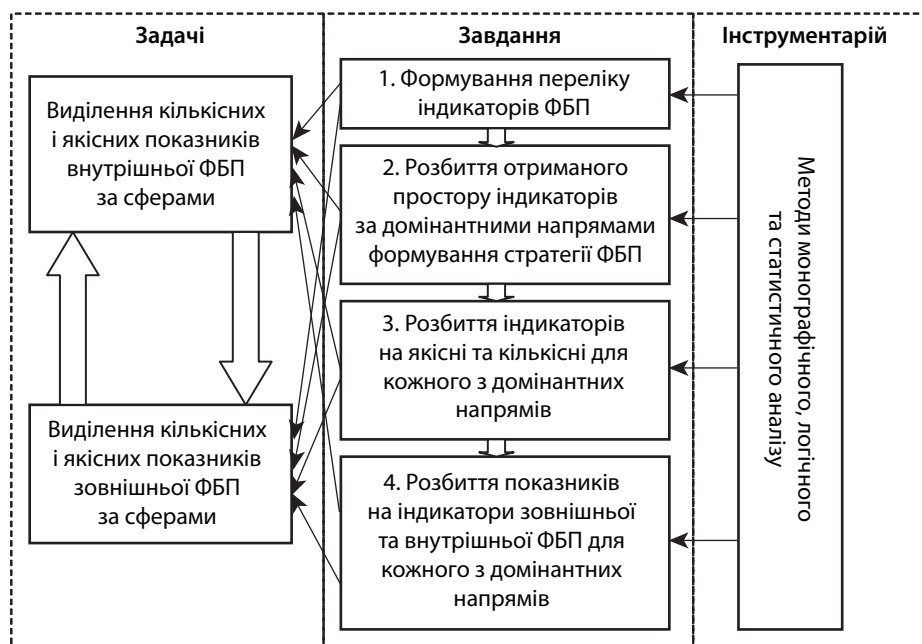 Задачі
Виділення кількісних
і якісних показників
внутрішньої ФБП
за сферами
Виділення кількісних
і якісних показників
зовнішньої ФБП
за сферами
Завдання
1. Формування переліку
індикаторів ФБП
2. Розбиття отриманого
простору індикаторів
за домінантними напрямами
формування стратегії ФБП
3. Розбиття індикаторів
на якісні та кількісні для
кожного з домінантних
напрямів
4. Розбиття показників
на індикатори зовнішньої
та внутрішньої ФБП для
кожного з домінантних
напрямів
Інструментарій
Методи монографічного, логічного
та статистичного аналізу